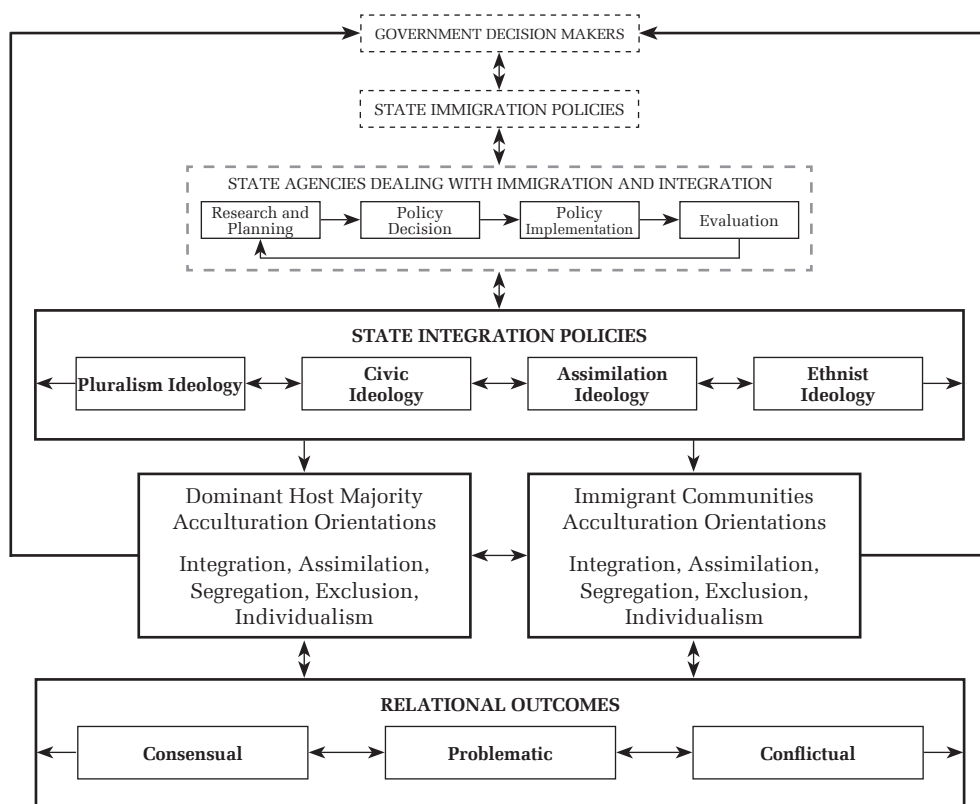 GOVERNMENT DECISION MAKERS
STATE IMMIGRATION POLICIES
STATE AGENCIES DEALING WITH IMMIGRATION AND INTEGRATION
Research and
Planning
Policy
Decision
Policy
Implementation
Evaluation
STATE INTEGRATION POLICIES
Pluralism Ideology
Civic
Ideology
Assimilation
Ideology
Ethnist
Ideology
Dominant Host Majority
Acculturation Orientations
Integration, Assimilation,
Segregation, Exclusion,
Individualism
Immigrant Communities
Acculturation Orientations
Integration, Assimilation,
Segregation, Exclusion,
Individualism
RELATIONAL OUTCOMES
Consensual
Problematic
Conflictual